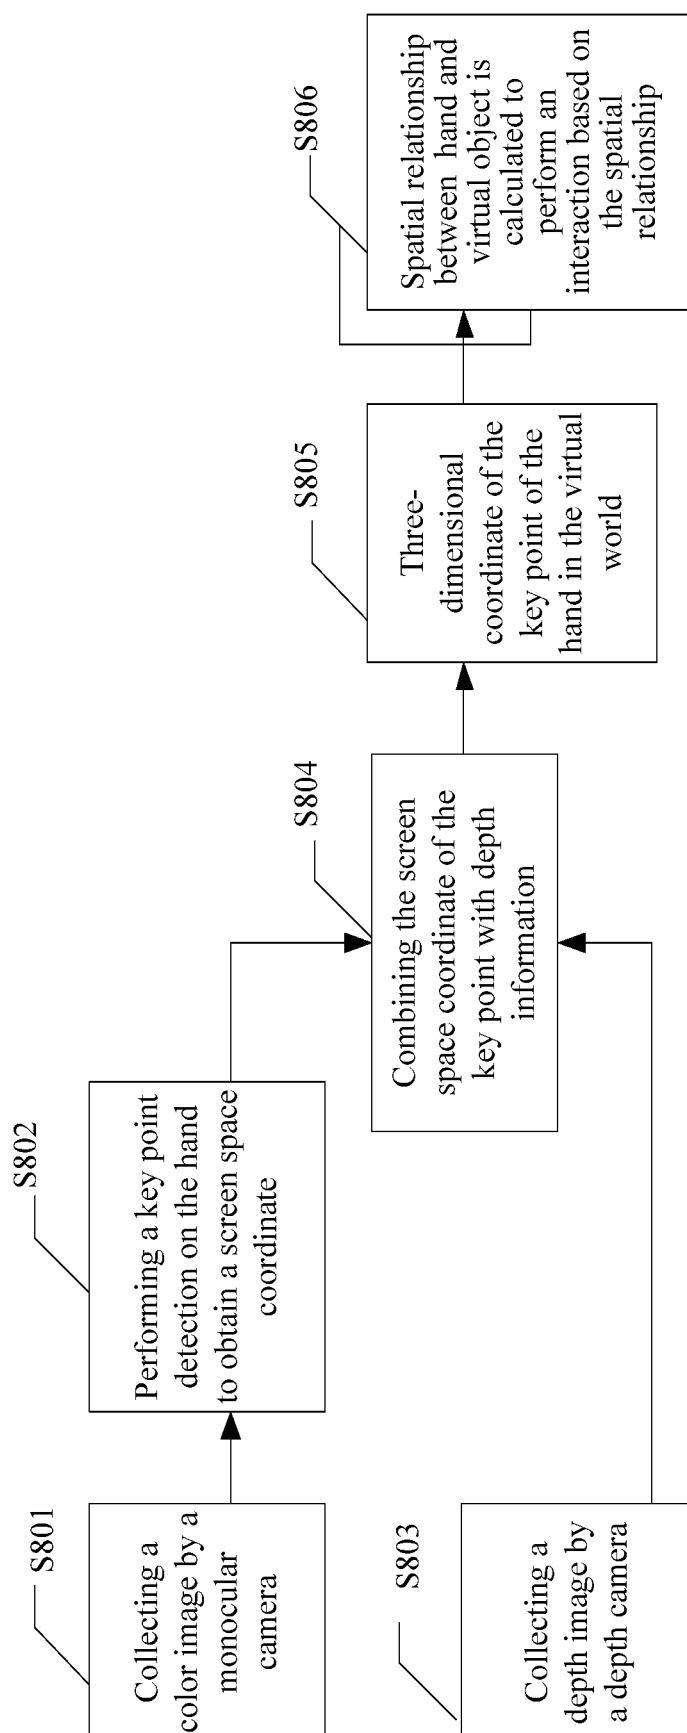 S801
Collecting a
color image by a
monocular
camera
S802
Performing a key point
detection on the hand
to obtain a screen space
coordinate
S803
Collecting a
depth image by
a depth camera
S804
Combining the screen
space coordinate of the
key point with depth
information
S805
Three-
dimensional
coordinate of the
key point of the
hand in the virtual
world
S806
Spatial relationship
between hand and
virtual object is
calculated to
perform an
interaction based on
the spatial
relationship